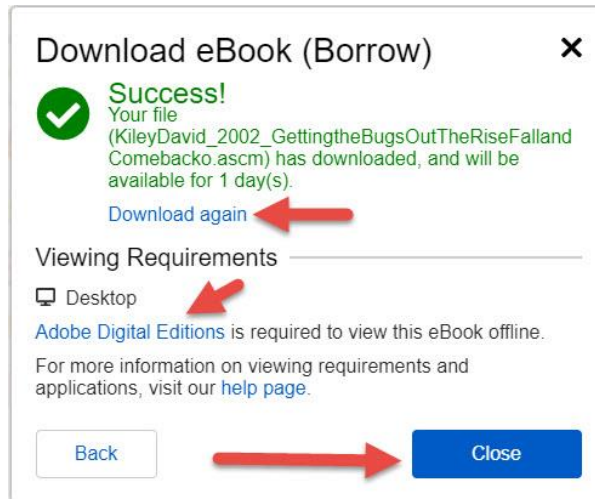 Download eBook (Borrow)
Success!
Your file
(KileyDavid_2002_GettingtheBugsOutTheRiseFalland
Comebacko.ascm) has downloaded, and will be
available for 1 day(s).
Download again
Viewing Requirements
Desktop
Adobe Digital Editions is required to view this eBook offline.
For more information on viewing requirements and
applications, visit our help page.
Back
Close